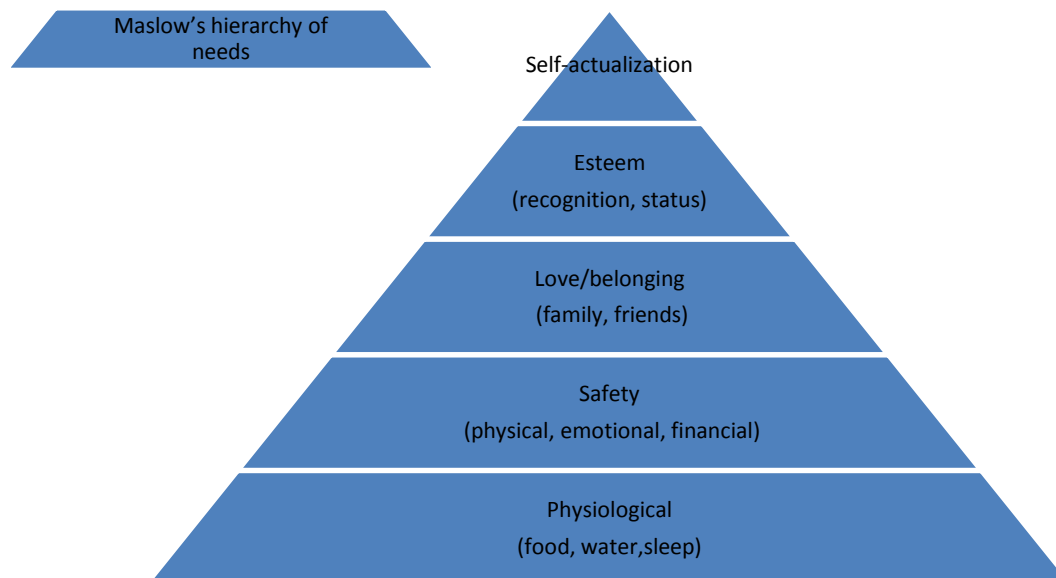 Maslow’s hierarchy of
needs
Self-actualization
Esteem
(recognition, status)
Love/belonging
(family, friends)
Safety
(physical, emotional, financial)
Physiological
(food, water,sleep)